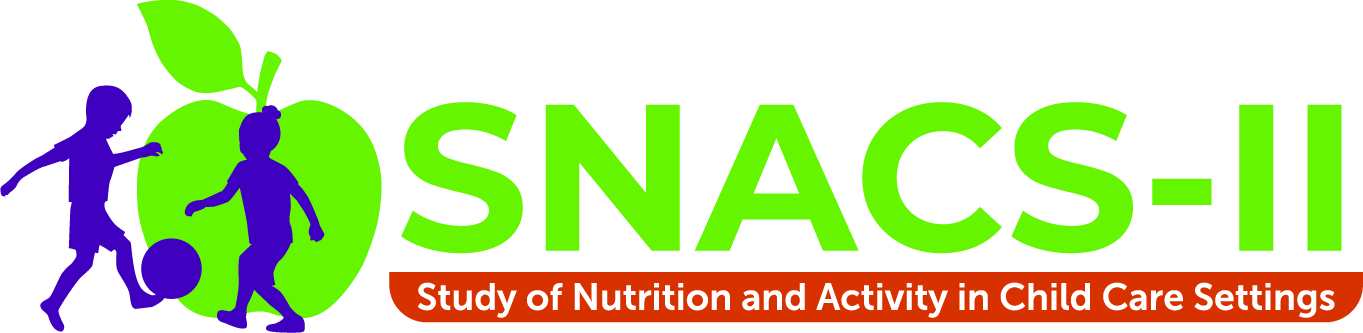 SNACS-II
Study of Nutrition and Activity in Child Care Settings